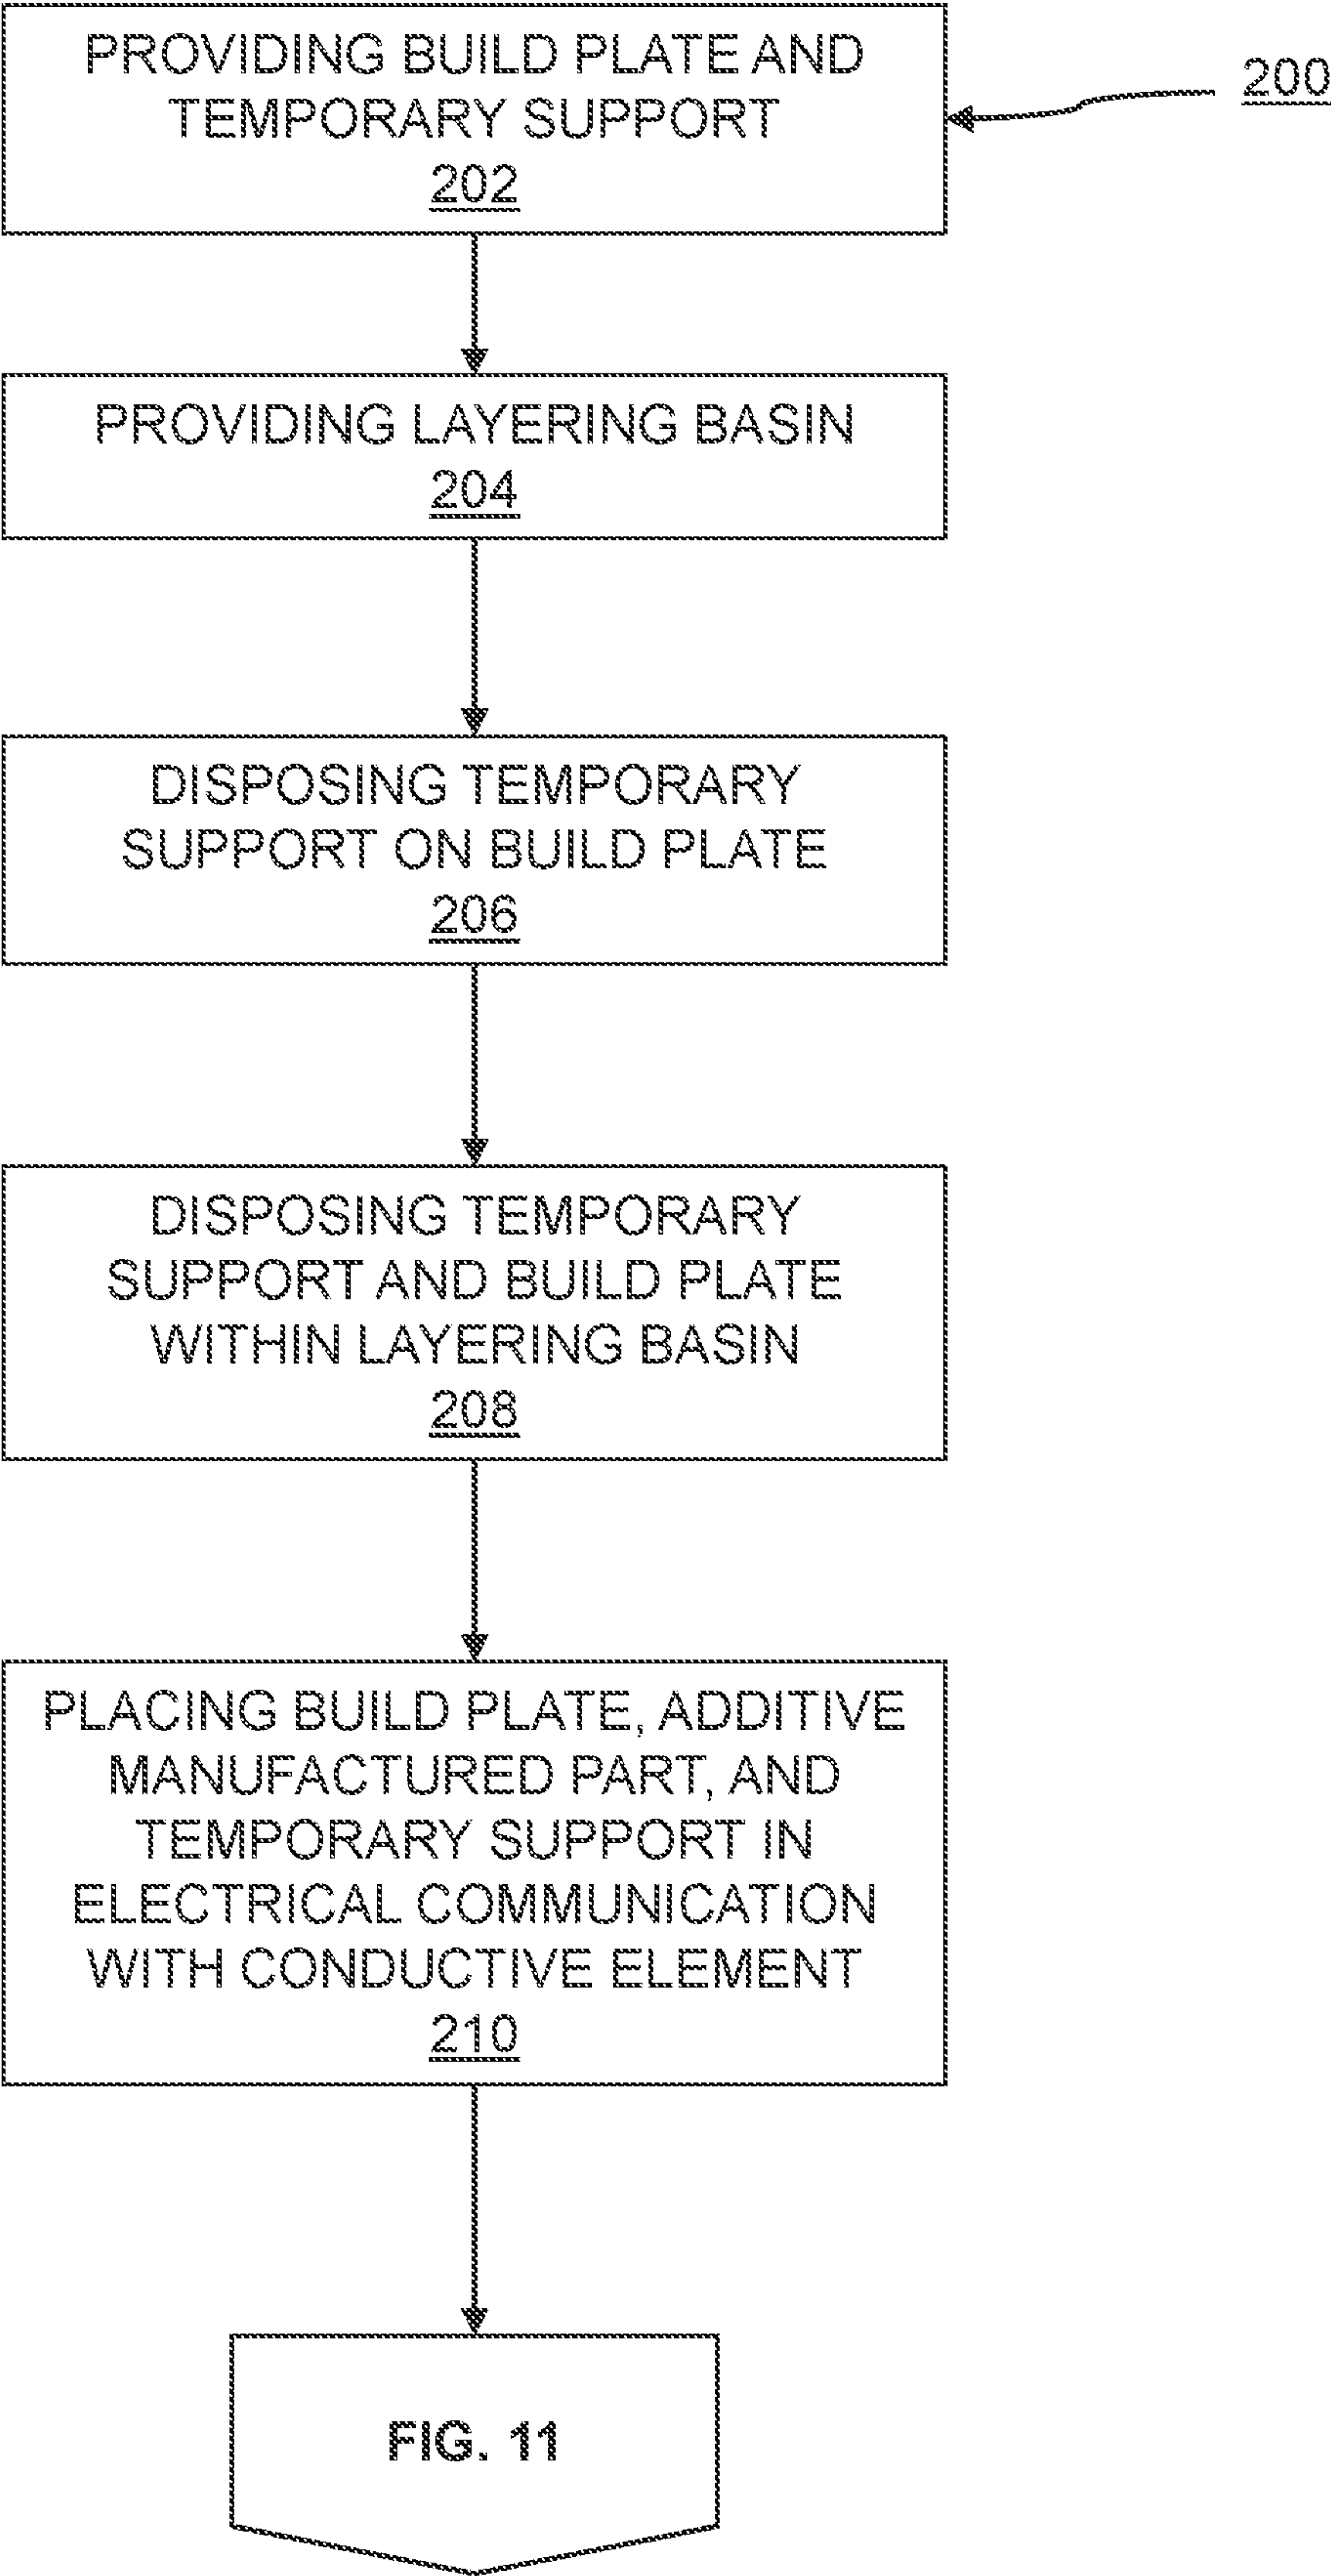 PROVIDING BUILD PLATE AND
TEMPORARY SUPPORT
202
200
PROVIDING LAYERING BASIN
204
DISPOSING TEMPORARY
SUPPORT ON BUILD PLATE
206
DISPOSING TEMPORARY
SUPPORT AND BUILD PLATE
WITHIN LAYERING BASIN
208
PLACING BUILD PLATE, ADDITIVE
MANUFACTURED PART, AND
TEMPORARY SUPPORT IN
ELECTRICAL COMMUNICATION
WITH CONDUCTIVE ELEMENT
210
FIG. 11